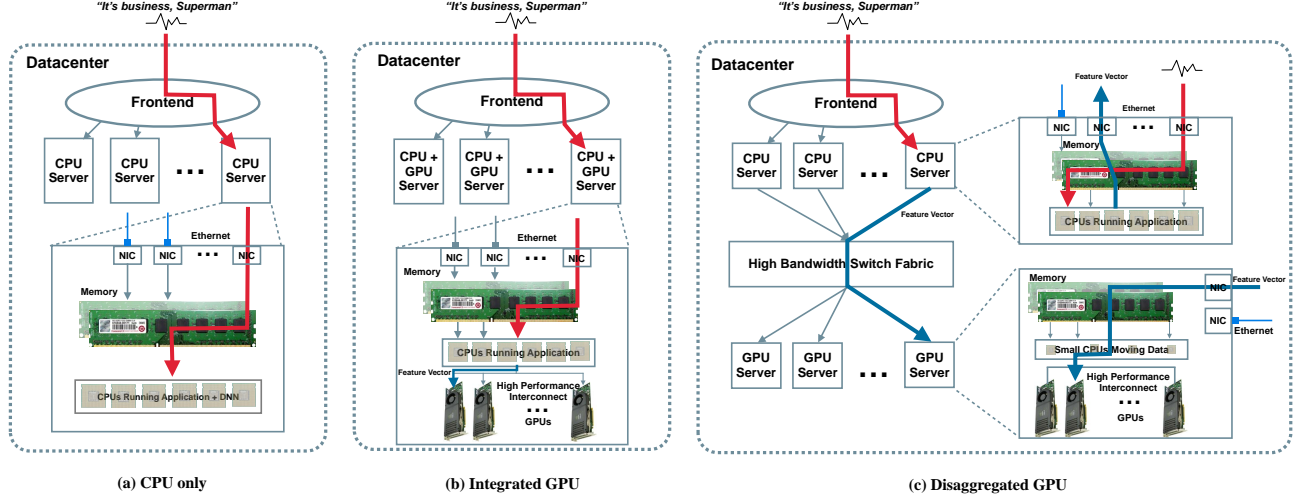 “It’s business, Superman”
Datacenter
Frontend
CPU
Server
CPU
Server
...
CPU
Server
Ethernet
NIC
NIC
...
NIC
Memory
CPUs Running Application + DNN
(a) CPU only
“It’s business, Superman”
Datacenter
Frontend
CPU +
GPU
Server
CPU +
GPU
Server
...
CPU +
GPU
Server
Ethernet
NIC
NIC
...
NIC
Memory
CPUs Running Application
Feature Vector
High Performance
Interconnect
...
GPUs
(b) Integrated GPU
“It’s business, Superman”
Datacenter
Frontend
CPU
Server
CPU
Server
...
CPU
Server
Feature Vector
High Bandwidth Switch Fabric
GPU
Server
GPU
Server
...
GPU
Server
Feature Vector
Ethernet
NIC
NIC
...
NIC
Memory
CPUs Running Application
Memory
NIC
Feature Vector
NIC
Ethernet
Small CPUs Moving Data
High Performance
Interconnect
...
GPUs
(c) Disaggregated GPU